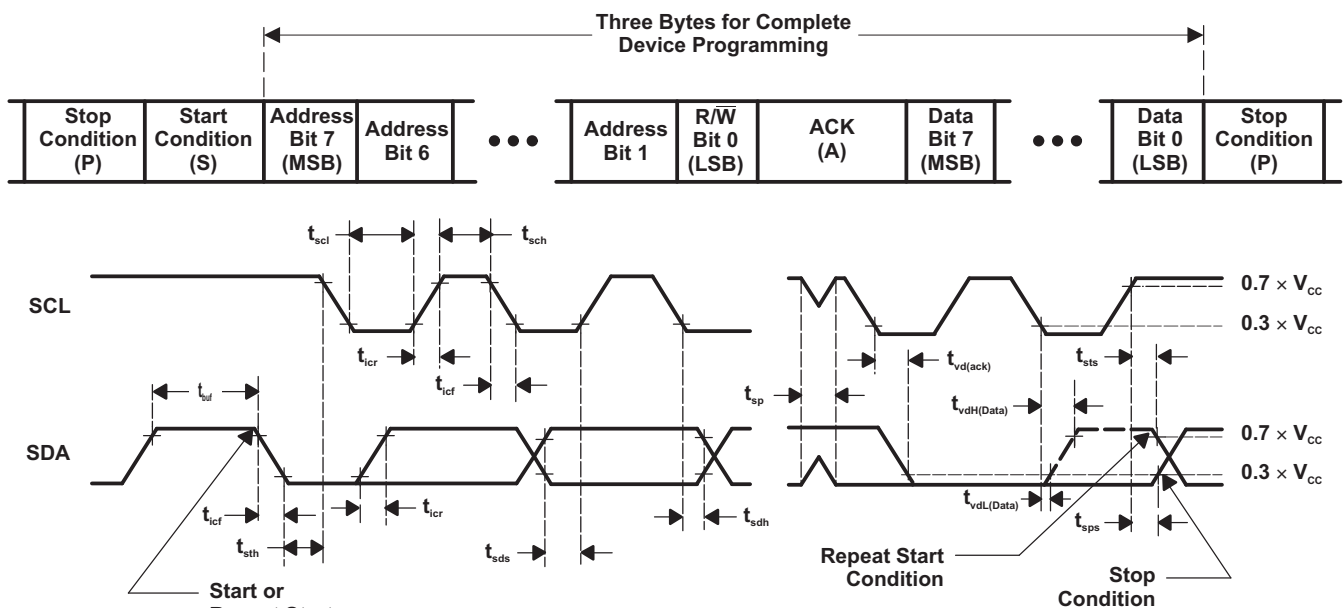 Three Bytes for Complete
Device Programming
Stop
Condition
(P)
Start
Condition
(S)
Address
Bit 7
(MSB)
Address
Bit 6
•••
Address
Bit 1
R/W̅
Bit 0
(LSB)
ACK
(A)
Data
Bit 7
(MSB)
•••
Data
Bit 0
(LSB)
Stop
Condition
(P)
tscl
tsch
SCL
0.7 × VCC
0.3 × VCC
ticr
ticf
tvd(ack)
tsts
tbuf
tsp
tvdH(Data)
SDA
0.7 × VCC
0.3 × VCC
ticf
ticr
tsth
tsds
tsdh
tvdL(Data)
tsps
Repeat Start
Condition
Stop
Condition
Start or
Repeat Start